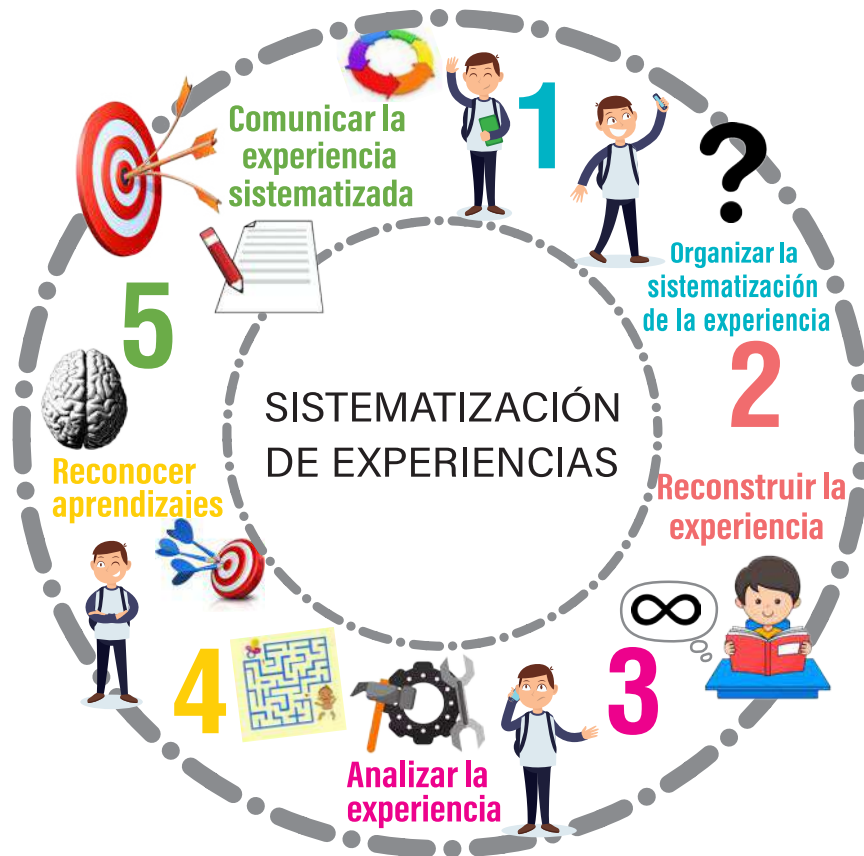 SISTEMATIZACIÓN
DE EXPERIENCIAS
1
Organizar la
sistematización
de la experiencia
2
Reconstruir la
experiencia
3
Analizar la
experiencia
4
Reconocer
aprendizajes
5
Comunicar la
experiencia
sistematizada